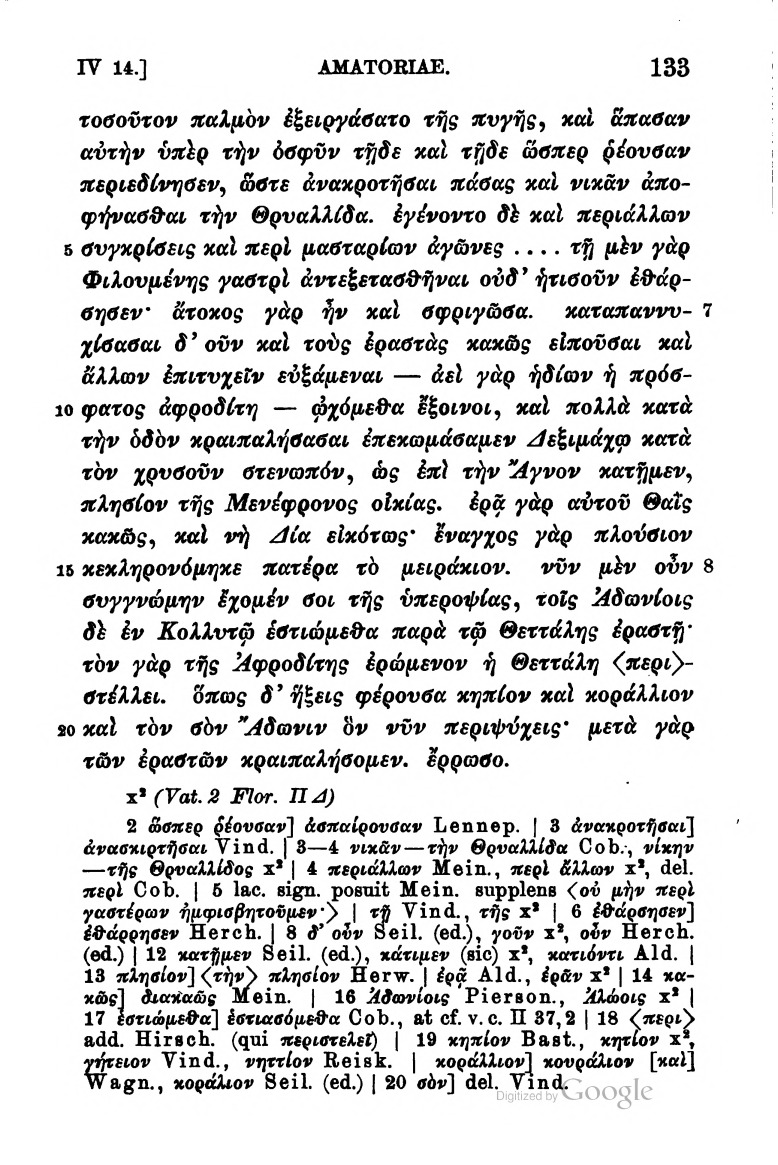 IV 14.] AMATORIAE. 133
τοσοῦτον παλμὸν ἐξειργάσατο τῆς πυγῆς, καὶ ἅπασαν
αὐτὴν ὑπὲρ τὴν ὀσφῦν τῇδε καὶ τῇδε ὥσπερ ῥέουσαν
περιεδίνησεν, ὥστε ἀνακροτῆσαι πάσας καὶ νικᾶν ἀπο-
φήνασθαι τὴν Θρυαλλίδα. ἐγένοντο δὲ καὶ περιάλλων
5 συγκρίσεις καὶ περὶ μασταρίων ἀγῶνες .... τῇ μὲν γὰρ
Φιλουμένης γαστρὶ ἀντεξετασθῆναι οὐδ’ ἡτισοῦν ἐθάρ-
σησεν· ἄτοκος γὰρ ἦν καὶ σφριγῶσα. καταπαννυ- 7
χίσασαι δ’ οὖν καὶ τοὺς ἐραστὰς κακῶς εἰποῦσαι καὶ
ἄλλων ἐπιτυχεῖν εὐξάμεναι — ἀεὶ γὰρ ἡδίων ἡ πρόσ-
10 φατος ἀφροδίτη — ᾠχόμεθα ἔξοινοι, καὶ πολλὰ κατὰ
τὴν ὁδὸν κραιπαλήσασαι ἐπεκωμάσαμεν Δεξιμάχῳ κατὰ
τὸν χρυσοῦν στενωπόν, ὡς ἐπὶ τὴν Ἄγνον κατῇμεν,
πλησίον τῆς Μενέφρονος οἰκίας. ἐρᾷ γὰρ αὐτοῦ Θαῒς
κακῶς, καὶ νὴ Δία εἰκότως· ἔναγχος γὰρ πλούσιον
15 κεκληρονόμηκε πατέρα τὸ μειράκιον. νῦν μὲν οὖν 8
συγγνώμην ἔχομέν σοι τῆς ὑπεροψίας, τοῖς Ἀδωνίοις
δὲ ἐν Κολλυτῷ ἑστιώμεθα παρὰ τῷ Θεττάλης ἐραστῇ·
τὸν γὰρ τῆς Ἀφροδίτης ἐρώμενον ἡ Θεττάλη ⟨περι⟩-
στέλλει. ὅπως δ’ ἥξεις φέρουσα κηπίον καὶ κοράλλιον
20 καὶ τὸν σὸν Ἄδωνιν ὃν νῦν περιψύχεις· μετὰ γὰρ
τῶν ἐραστῶν κραιπαλήσομεν. ἔρρωσο.
x² (Vat. 2 Flor. Π Δ)
2 ὥσπερ ῥέουσαν] ἀσπαίρουσαν Lennep. | 3 ἀνακροτῆσαι]
ἀνασκιρτῆσαι Vind. | 3—4 νικᾶν—τὴν Θρυαλλίδα Cob., νίκην
—τῆς Θρυαλλίδος x² | 4 περιάλλων Mein., περὶ ἄλλων x², del.
περὶ Cob. | 5 lac. sign. posuit Mein. supplens ⟨οὐ μὴν περὶ
γαστέρων ἠμφισβητοῦμεν·⟩ | τῇ Vind., τῆς x² | 6 ἐθάρσησεν]
ἐθάρρησεν Herch. | 8 δ’ οὖν Seil. (ed.), γοῦν x², οὖν Herch.
(ed.) | 12 κατῇμεν Seil. (ed.), κάτιμεν (sic) x², κατιόντι Ald. |
13 πλησίον] ⟨τὴν⟩ πλησίον Herw. | ἐρᾷ Ald., ἐρᾶν x² | 14 κα-
κῶς] διακαῶς Mein. | 16 Ἀδωνίοις Pierson., Ἁλώοις x² |
17 ἑστιώμεθα] ἑστιασόμεθα Cob., at cf. v. c. II 37,2 | 18 ⟨περι⟩
add. Hirsch. (qui περιστελεῖ) | 19 κηπίον Bast., κητίον x²,
γήτειον Vind., νηττίον Reisk. | κοράλλιον] κουράλιον [καὶ]
Wagn., κοράλιον Seil. (ed.) | 20 σὸν] del. Vind.
Digitized by Google